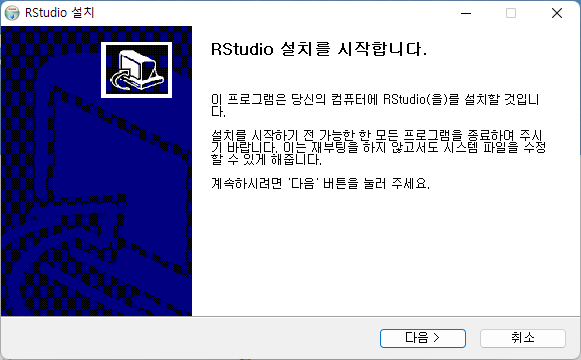 RStudio 설치
RStudio 설치를 시작합니다.
이 프로그램은 당신의 컴퓨터에 RStudio(을)를 설치할 것입니
다.
설치를 시작하기 전 가능한 한 모든 프로그램을 종료하여 주시
기 바랍니다. 이는 재부팅을 하지 않고서도 시스템 파일을 수정
할 수 있게 해줍니다.
계속하시려면 '다음' 버튼을 눌러 주세요.
다음 >
취소